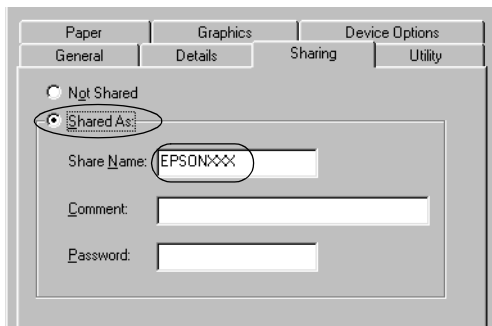 Paper Graphics Device Options
General Details Sharing Utility
Not Shared
Shared As:
Share Name: EPSONXXX
Comment:
Password: